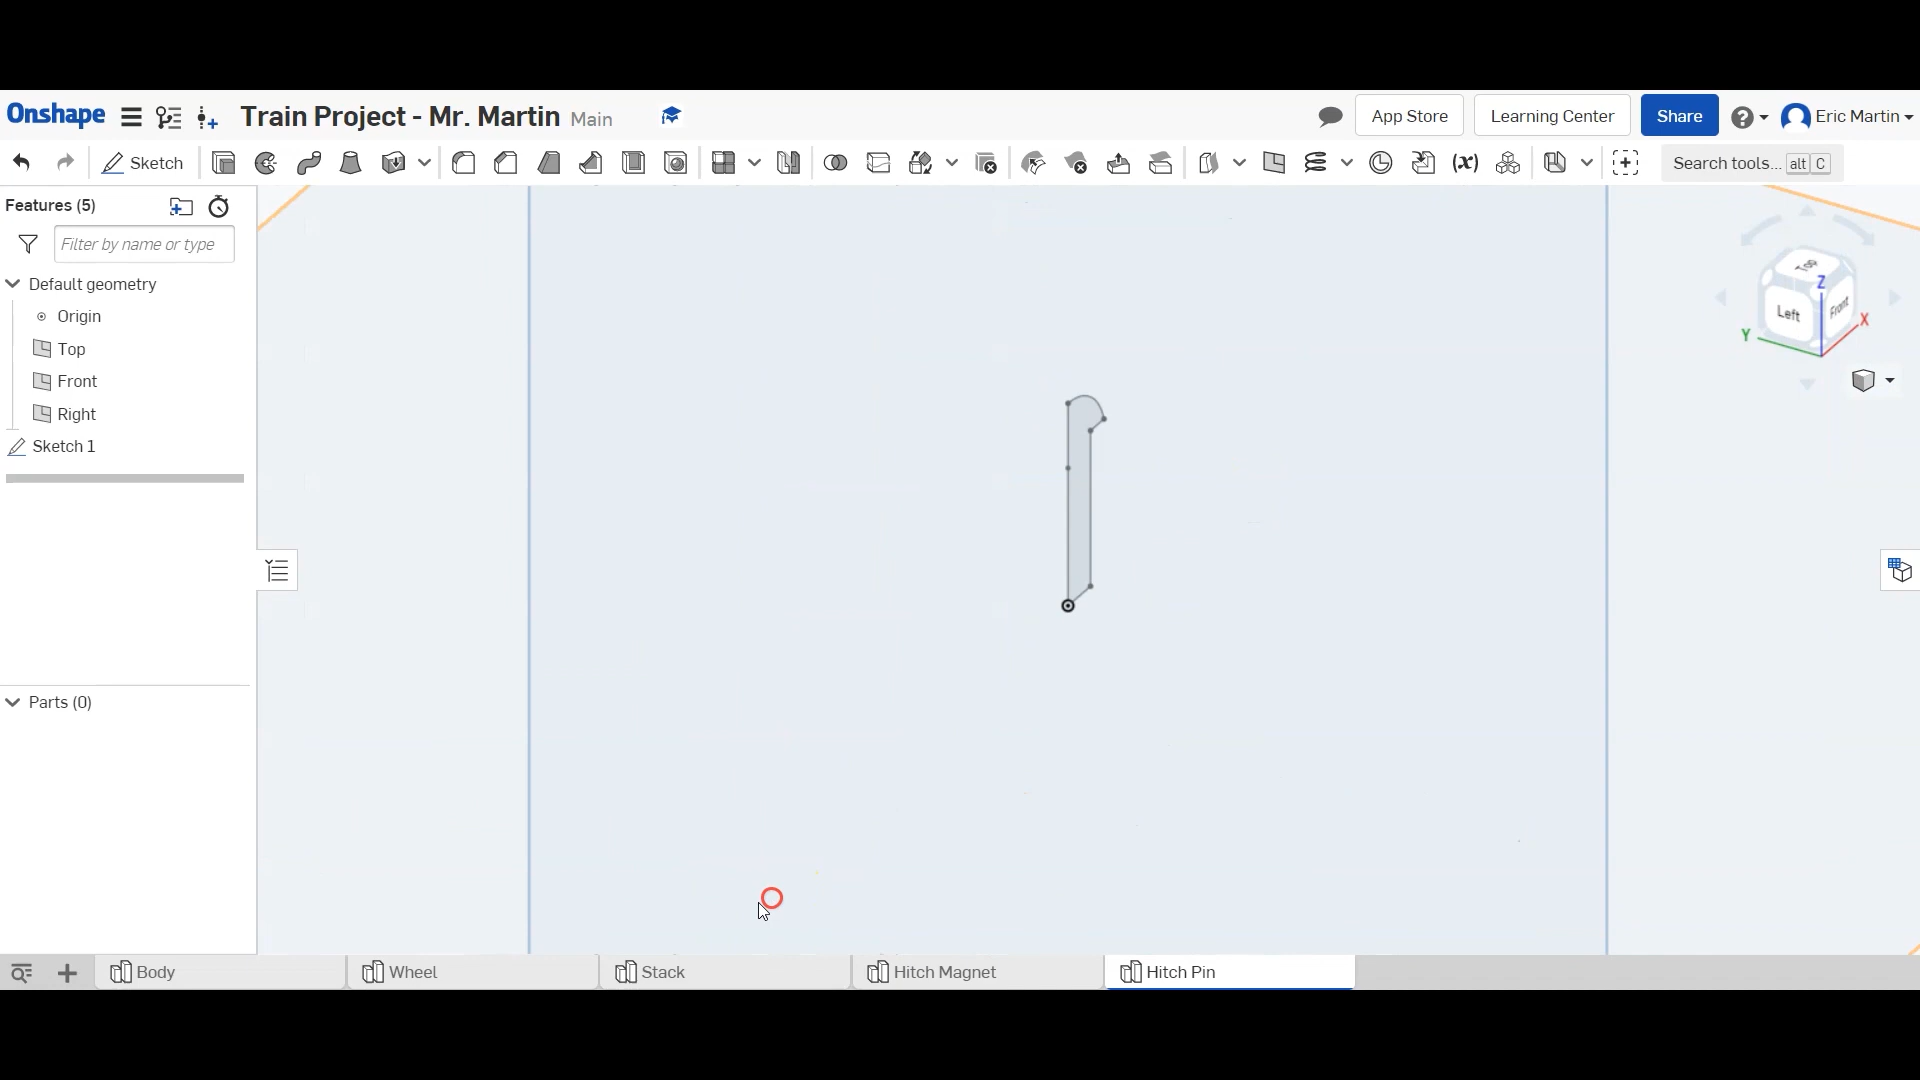 Onshape Train Project - Mr. Martin Main App Store Learning Center Share Eric Martin
Sketch (x) Search tools... alt C
Features (5)
Filter by name or type
Default geometry
Origin
Top
Front
Right
Sketch 1
Parts (0)
Top
Left
Front
Z
Y
X
Body Wheel Stack Hitch Magnet Hitch Pin